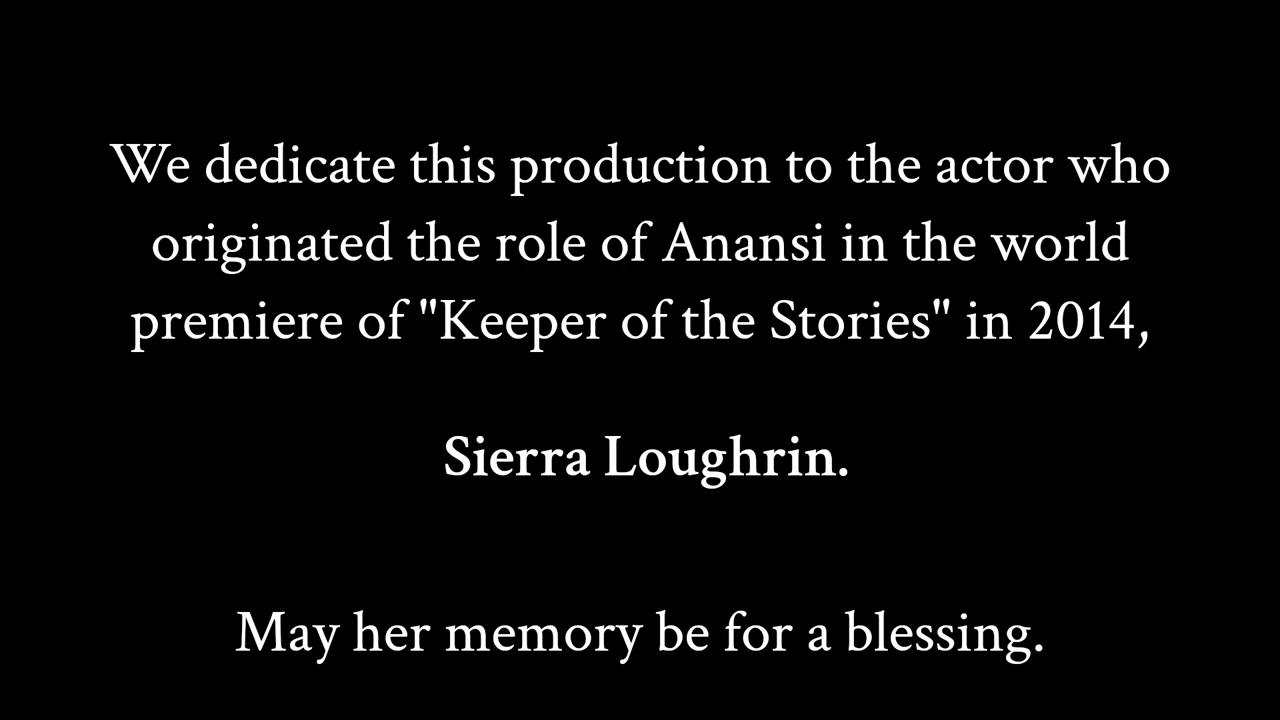 We dedicate this production to the actor who
originated the role of Anansi in the world
premiere of "Keeper of the Stories" in 2014,
Sierra Loughrin.
May her memory be for a blessing.